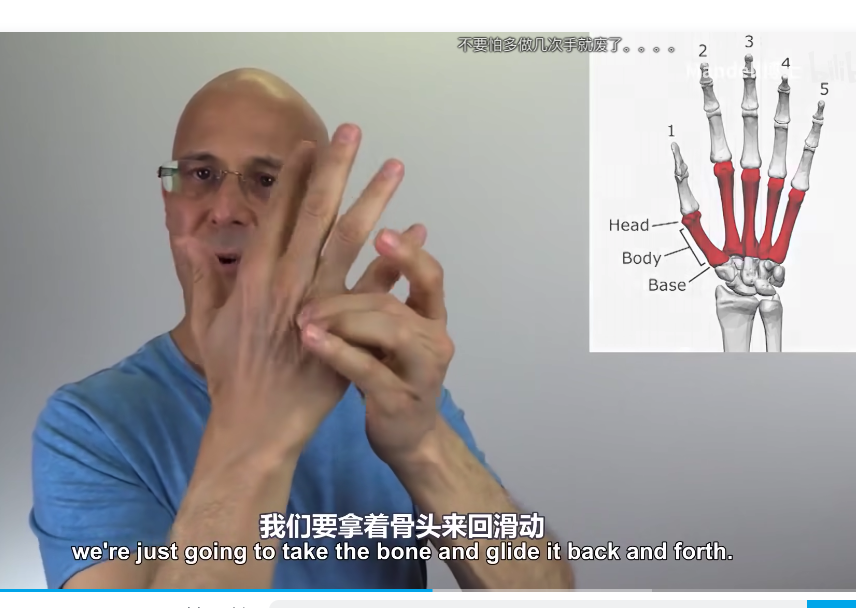 不要怕多做几次手就废了。。。。
2
3
4
5
1
Head
Body
Base
我们要拿着骨头来回滑动
we're just going to take the bone and glide it back and forth.